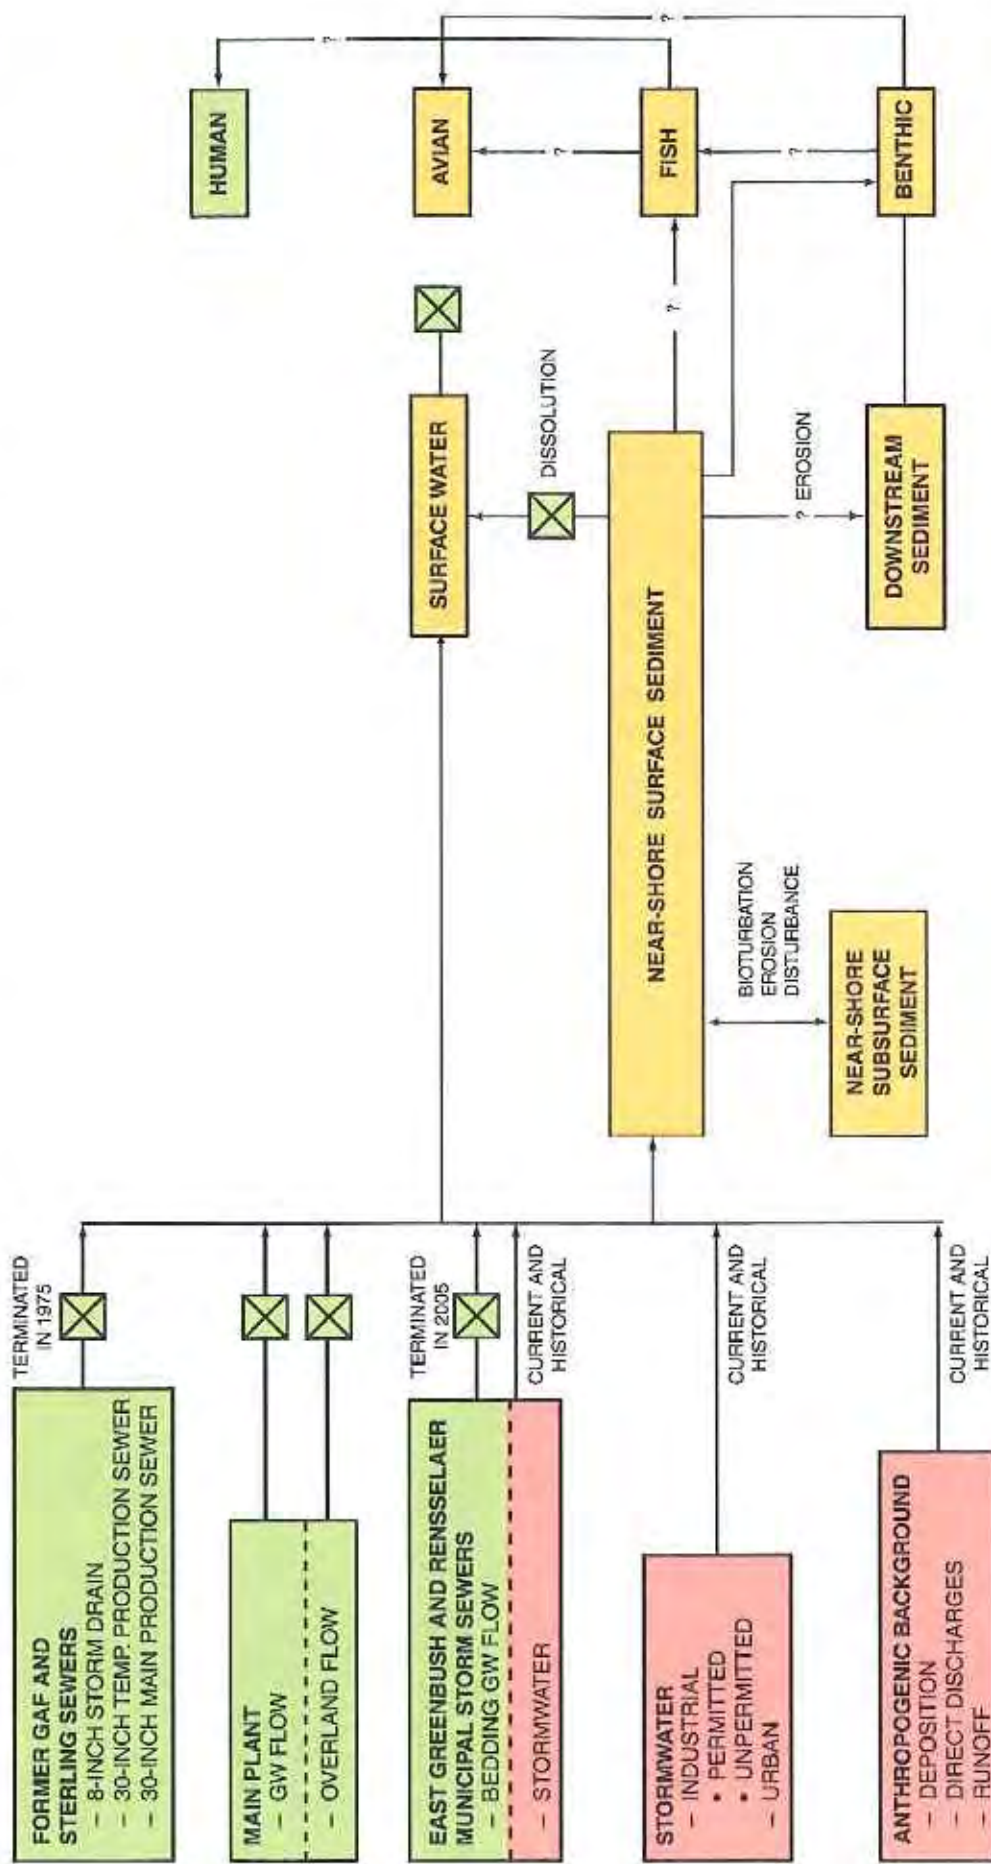 TERMINATED
IN 1975
FORMER GAF AND
STERLING SEWERS
– 8-INCH STORM DRAIN
– 30-INCH TEMP. PRODUCTION SEWER
– 30-INCH MAIN PRODUCTION SEWER
MAIN PLANT
– GW FLOW
– OVERLAND FLOW
TERMINATED
IN 2005
EAST GREENBUSH AND RENSSELAER
MUNICIPAL STORM SEWERS
– BEDDING GW FLOW
– STORMWATER
CURRENT AND
HISTORICAL
STORMWATER
– INDUSTRIAL
• PERMITTED
• UNPERMITTED
– URBAN
CURRENT AND
HISTORICAL
ANTHROPOGENIC BACKGROUND
– DEPOSITION
– DIRECT DISCHARGES
– RUNOFF
CURRENT AND
HISTORICAL
SURFACE WATER
DISSOLUTION
NEAR-SHORE SURFACE SEDIMENT
BIOTURBATION
EROSION
DISTURBANCE
NEAR-SHORE
SUBSURFACE
SEDIMENT
? EROSION
DOWNSTREAM
SEDIMENT
?
HUMAN
?
?
AVIAN
?
FISH
?
BENTHIC